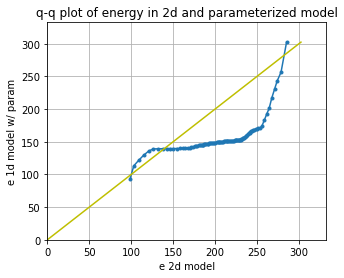 q-q plot of energy in 2d and parameterized model
e 1d model w/ param
300
250
200
150
100
50
0
0 50 100 150 200 250 300
e 2d model